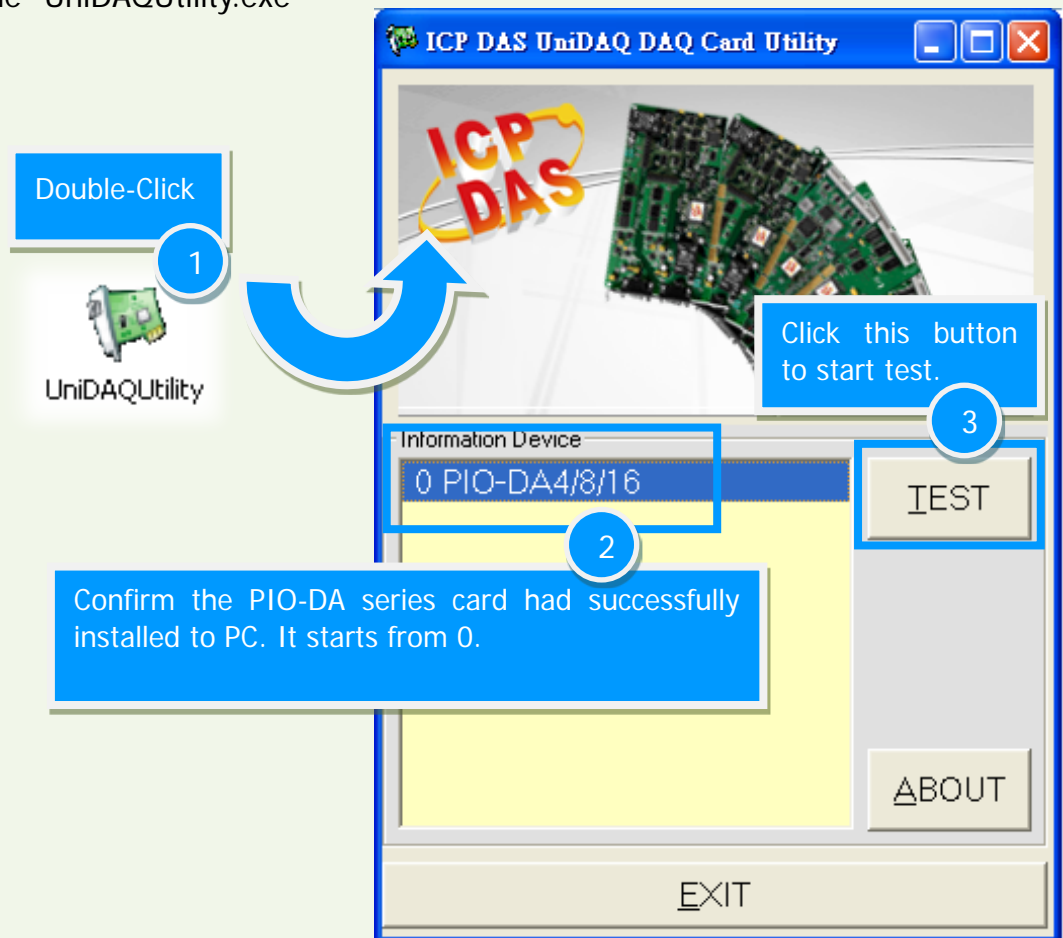 UniDAQUtility.exe
ICP DAS UniDAQ DAQ Card Utility
ICP
DAS
Double-Click
1
UniDAQUtility
Click this button
to start test.
3
Information Device
0 PIO-DA4/8/16
TEST
2
Confirm the PIO-DA series card had successfully
installed to PC. It starts from 0.
ABOUT
EXIT